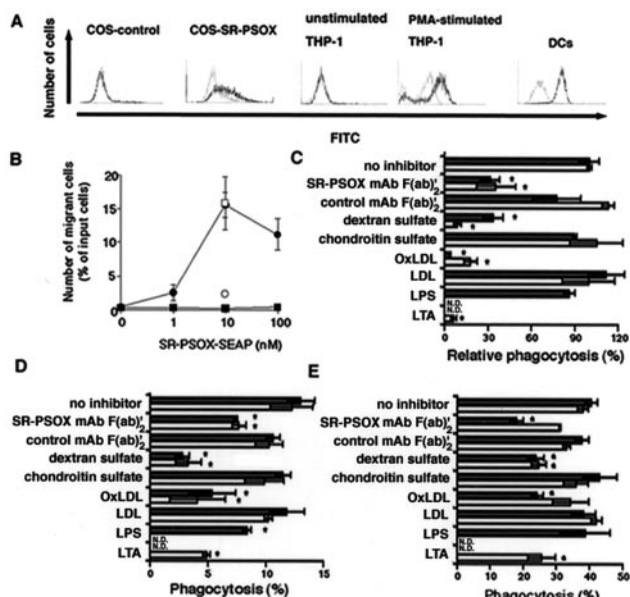 A
Number of cells
COS-control
COS-SR-PSOX
unstimulated
THP-1
PMA-stimulated
THP-1
DCs
FITC
B
Number of migrant cells
(% of input cells)
20
15
10
5
0
0
1
10
100
SR-PSOX-SEAP (nM)
C
no inhibitor
SR-PSOX mAb F(ab)'2
control mAb F(ab)'2
dextran sulfate
chondroitin sulfate
OxLDL
LDL
LPS
LTA
* * * * * *
N.D.
N.D.
*
0 30 60 90 120
Relative phagocytosis (%)
D
no inhibitor
SR-PSOX mAb F(ab)'2
control mAb F(ab)'2
dextran sulfate
chondroitin sulfate
OxLDL
LDL
LPS
LTA
* * * * * * *
N.D.
N.D.
*
0 5 10 15
Phagocytosis (%)
E
no inhibitor
SR-PSOX mAb F(ab)'2
control mAb F(ab)'2
dextran sulfate
chondroitin sulfate
OxLDL
LDL
LPS
LTA
* * * *
N.D.
N.D.
*
0 10 20 30 40 50
Phagocytosis (%)